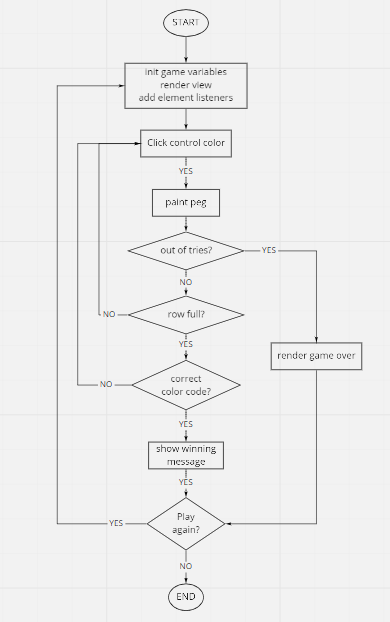 START
init game variables
render view
add element listeners
Click control color
YES
paint peg
out of tries?
YES
NO
row full?
NO
YES
render game over
correct
color code?
NO
YES
show winning
message
YES
Play
again?
YES
NO
END